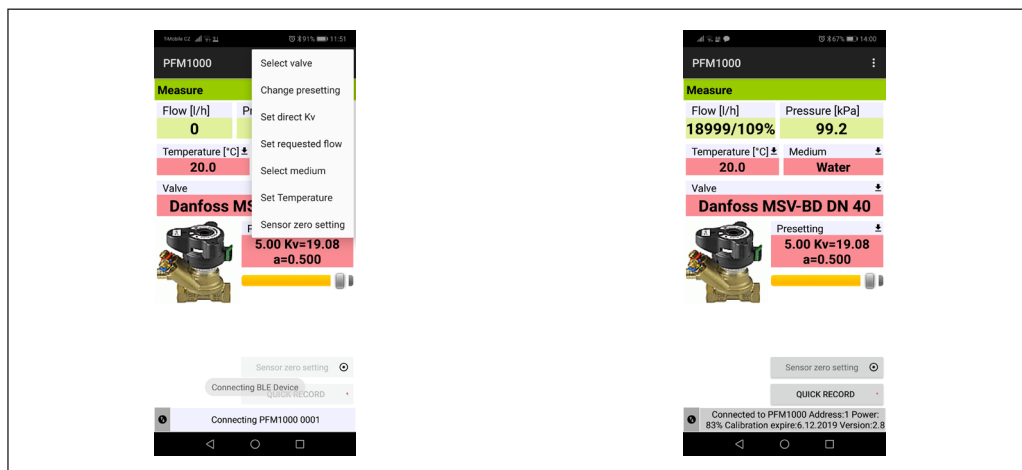 T-Mobile CZ
91% 11:51
PFM1000
Select valve
Change presetting
Set direct Kv
Set requested flow
Select medium
Set Temperature
Sensor zero setting
Measure
Flow [l/h]
0
Temperature [°C]
20.0
Valve
Danfoss MS
5.00 Kv=19.08
a=0.500
Sensor zero setting
Connecting BLE Device
QUICK RECORD
Connecting PFM1000 0001
67% 14:00
PFM1000
Measure
Flow [l/h] Pressure [kPa]
18999/109% 99.2
Temperature [°C] Medium
20.0 Water
Valve
Danfoss MSV-BD DN 40
Presetting
5.00 Kv=19.08
a=0.500
Sensor zero setting
QUICK RECORD
Connected to PFM1000 Address:1 Power:
83% Calibration expire:6.12.2019 Version:2.8